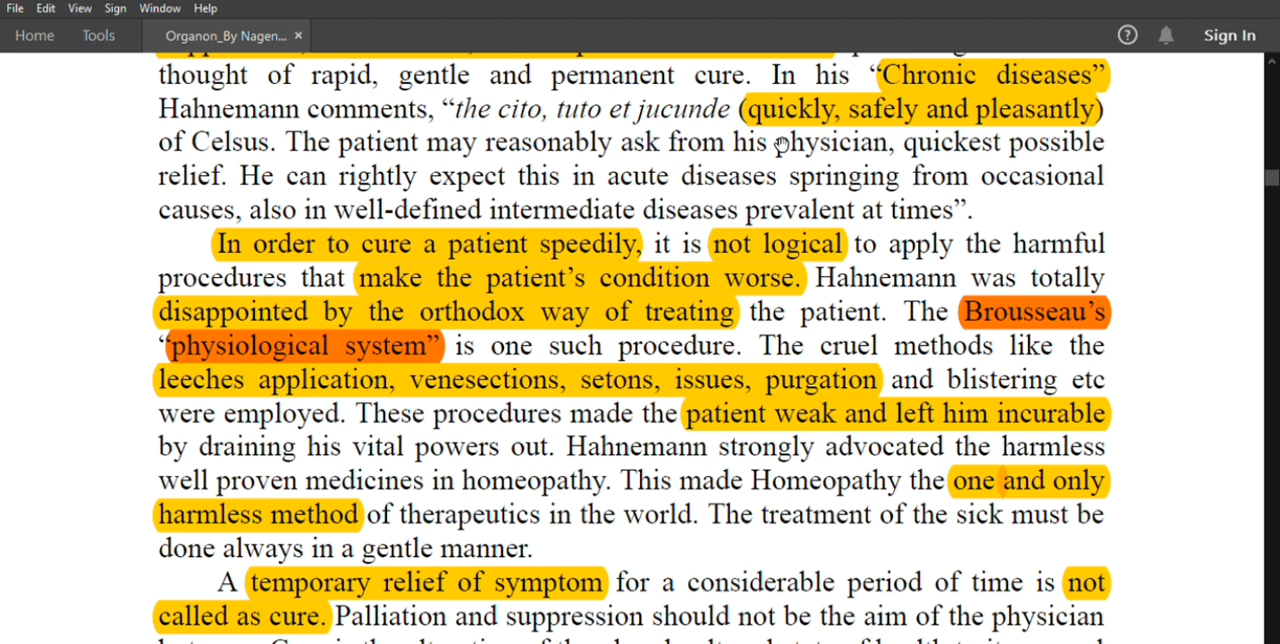 File Edit View Sign Window Help
Home Tools Organon_By Nagen... × ? Sign In
thought of rapid, gentle and permanent cure. In his “Chronic diseases”
Hahnemann comments, “the cito, tuto et jucunde (quickly, safely and pleasantly)
of Celsus. The patient may reasonably ask from his physician, quickest possible
relief. He can rightly expect this in acute diseases springing from occasional
causes, also in well-defined intermediate diseases prevalent at times”.
In order to cure a patient speedily, it is not logical to apply the harmful
procedures that make the patient’s condition worse. Hahnemann was totally
disappointed by the orthodox way of treating the patient. The Brousseau’s
“physiological system” is one such procedure. The cruel methods like the
leeches application, venesections, setons, issues, purgation and blistering etc
were employed. These procedures made the patient weak and left him incurable
by draining his vital powers out. Hahnemann strongly advocated the harmless
well proven medicines in homeopathy. This made Homeopathy the one and only
harmless method of therapeutics in the world. The treatment of the sick must be
done always in a gentle manner.
A temporary relief of symptom for a considerable period of time is not
called as cure. Palliation and suppression should not be the aim of the physician